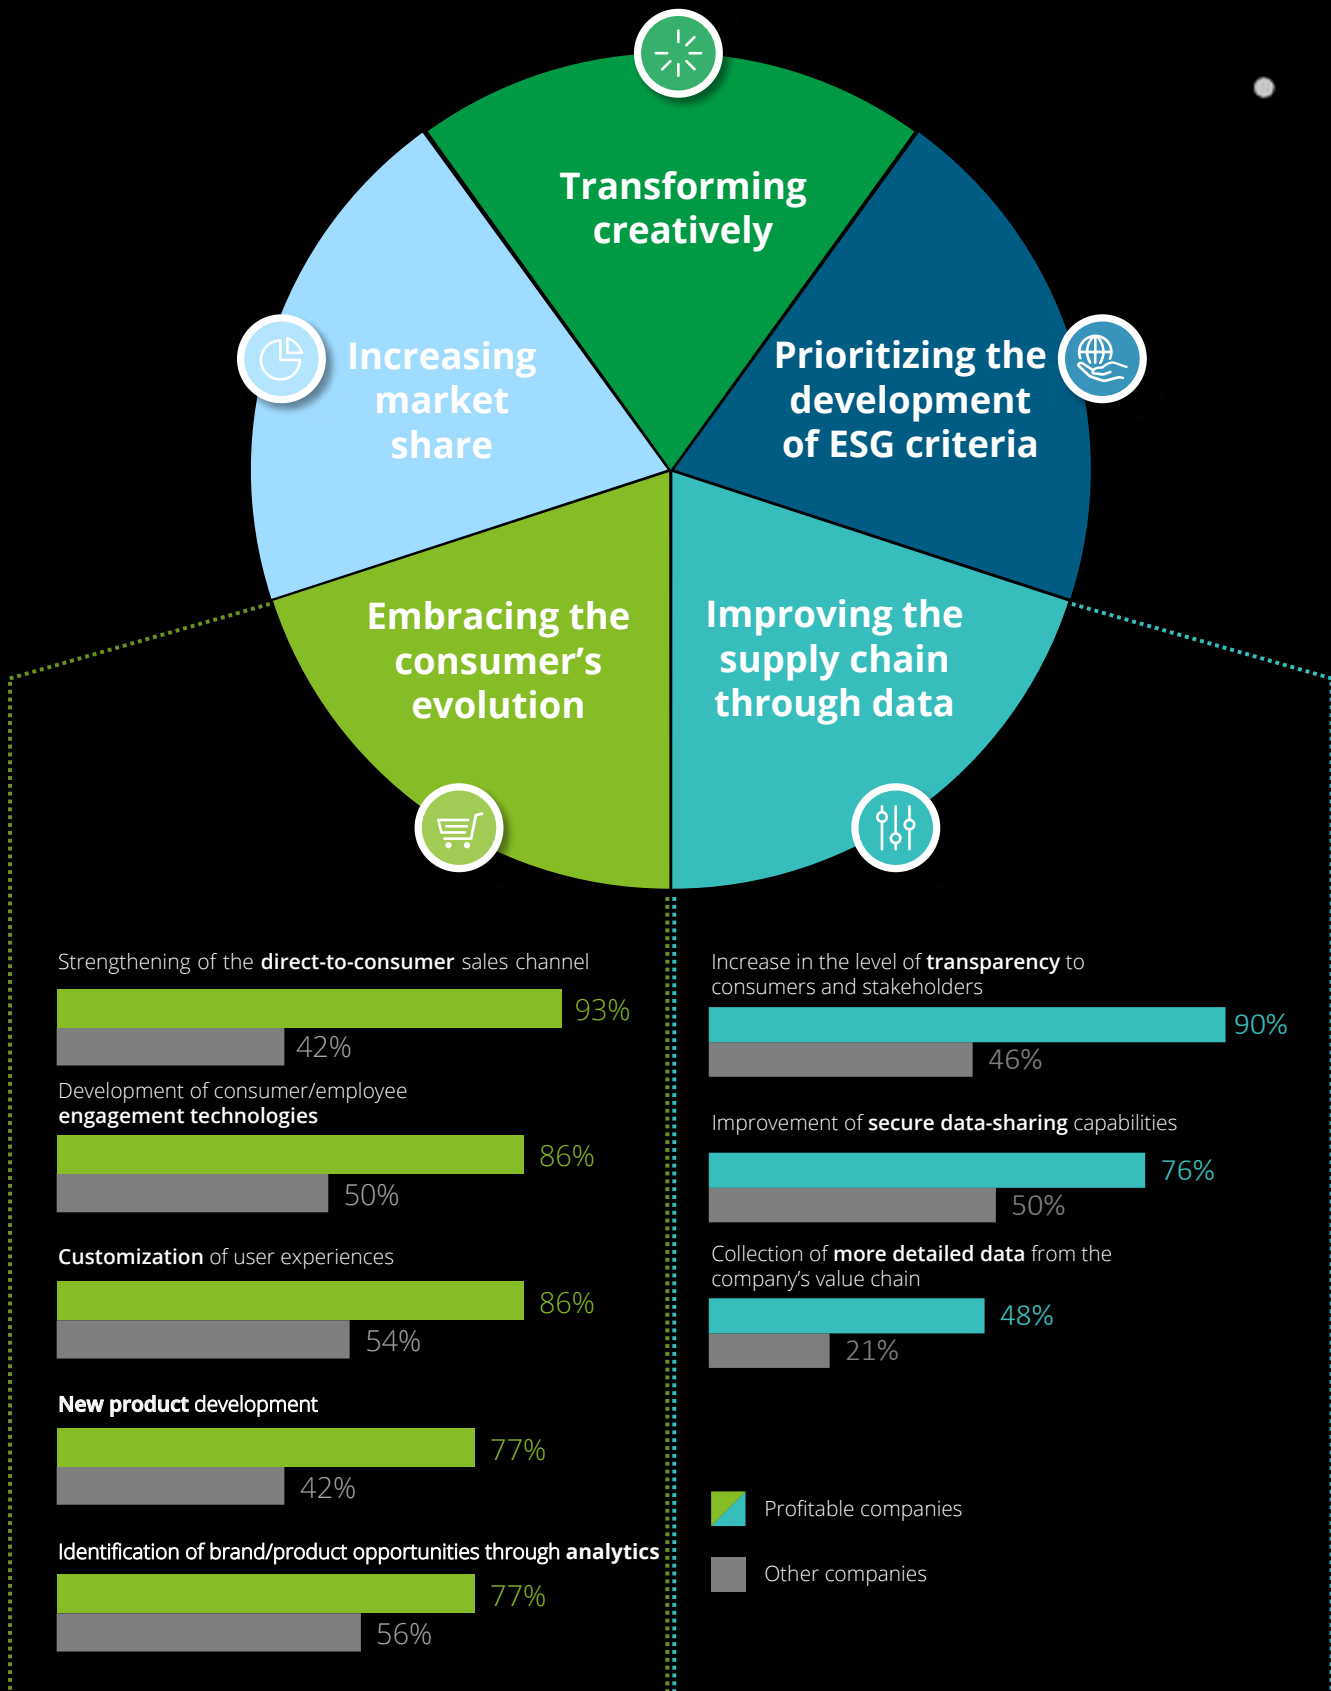 Transforming
creatively
Increasing
market
share
Prioritizing the
development
of ESG criteria
Embracing the
consumer’s
evolution
Improving the
supply chain
through data
Strengthening of the direct-to-consumer sales channel
93%
42%
Development of consumer/employee
engagement technologies
86%
50%
Customization of user experiences
86%
54%
New product development
77%
42%
Identification of brand/product opportunities through analytics
77%
56%
Increase in the level of transparency to
consumers and stakeholders
90%
46%
Improvement of secure data-sharing capabilities
76%
50%
Collection of more detailed data from the
company’s value chain
48%
21%
Profitable companies
Other companies